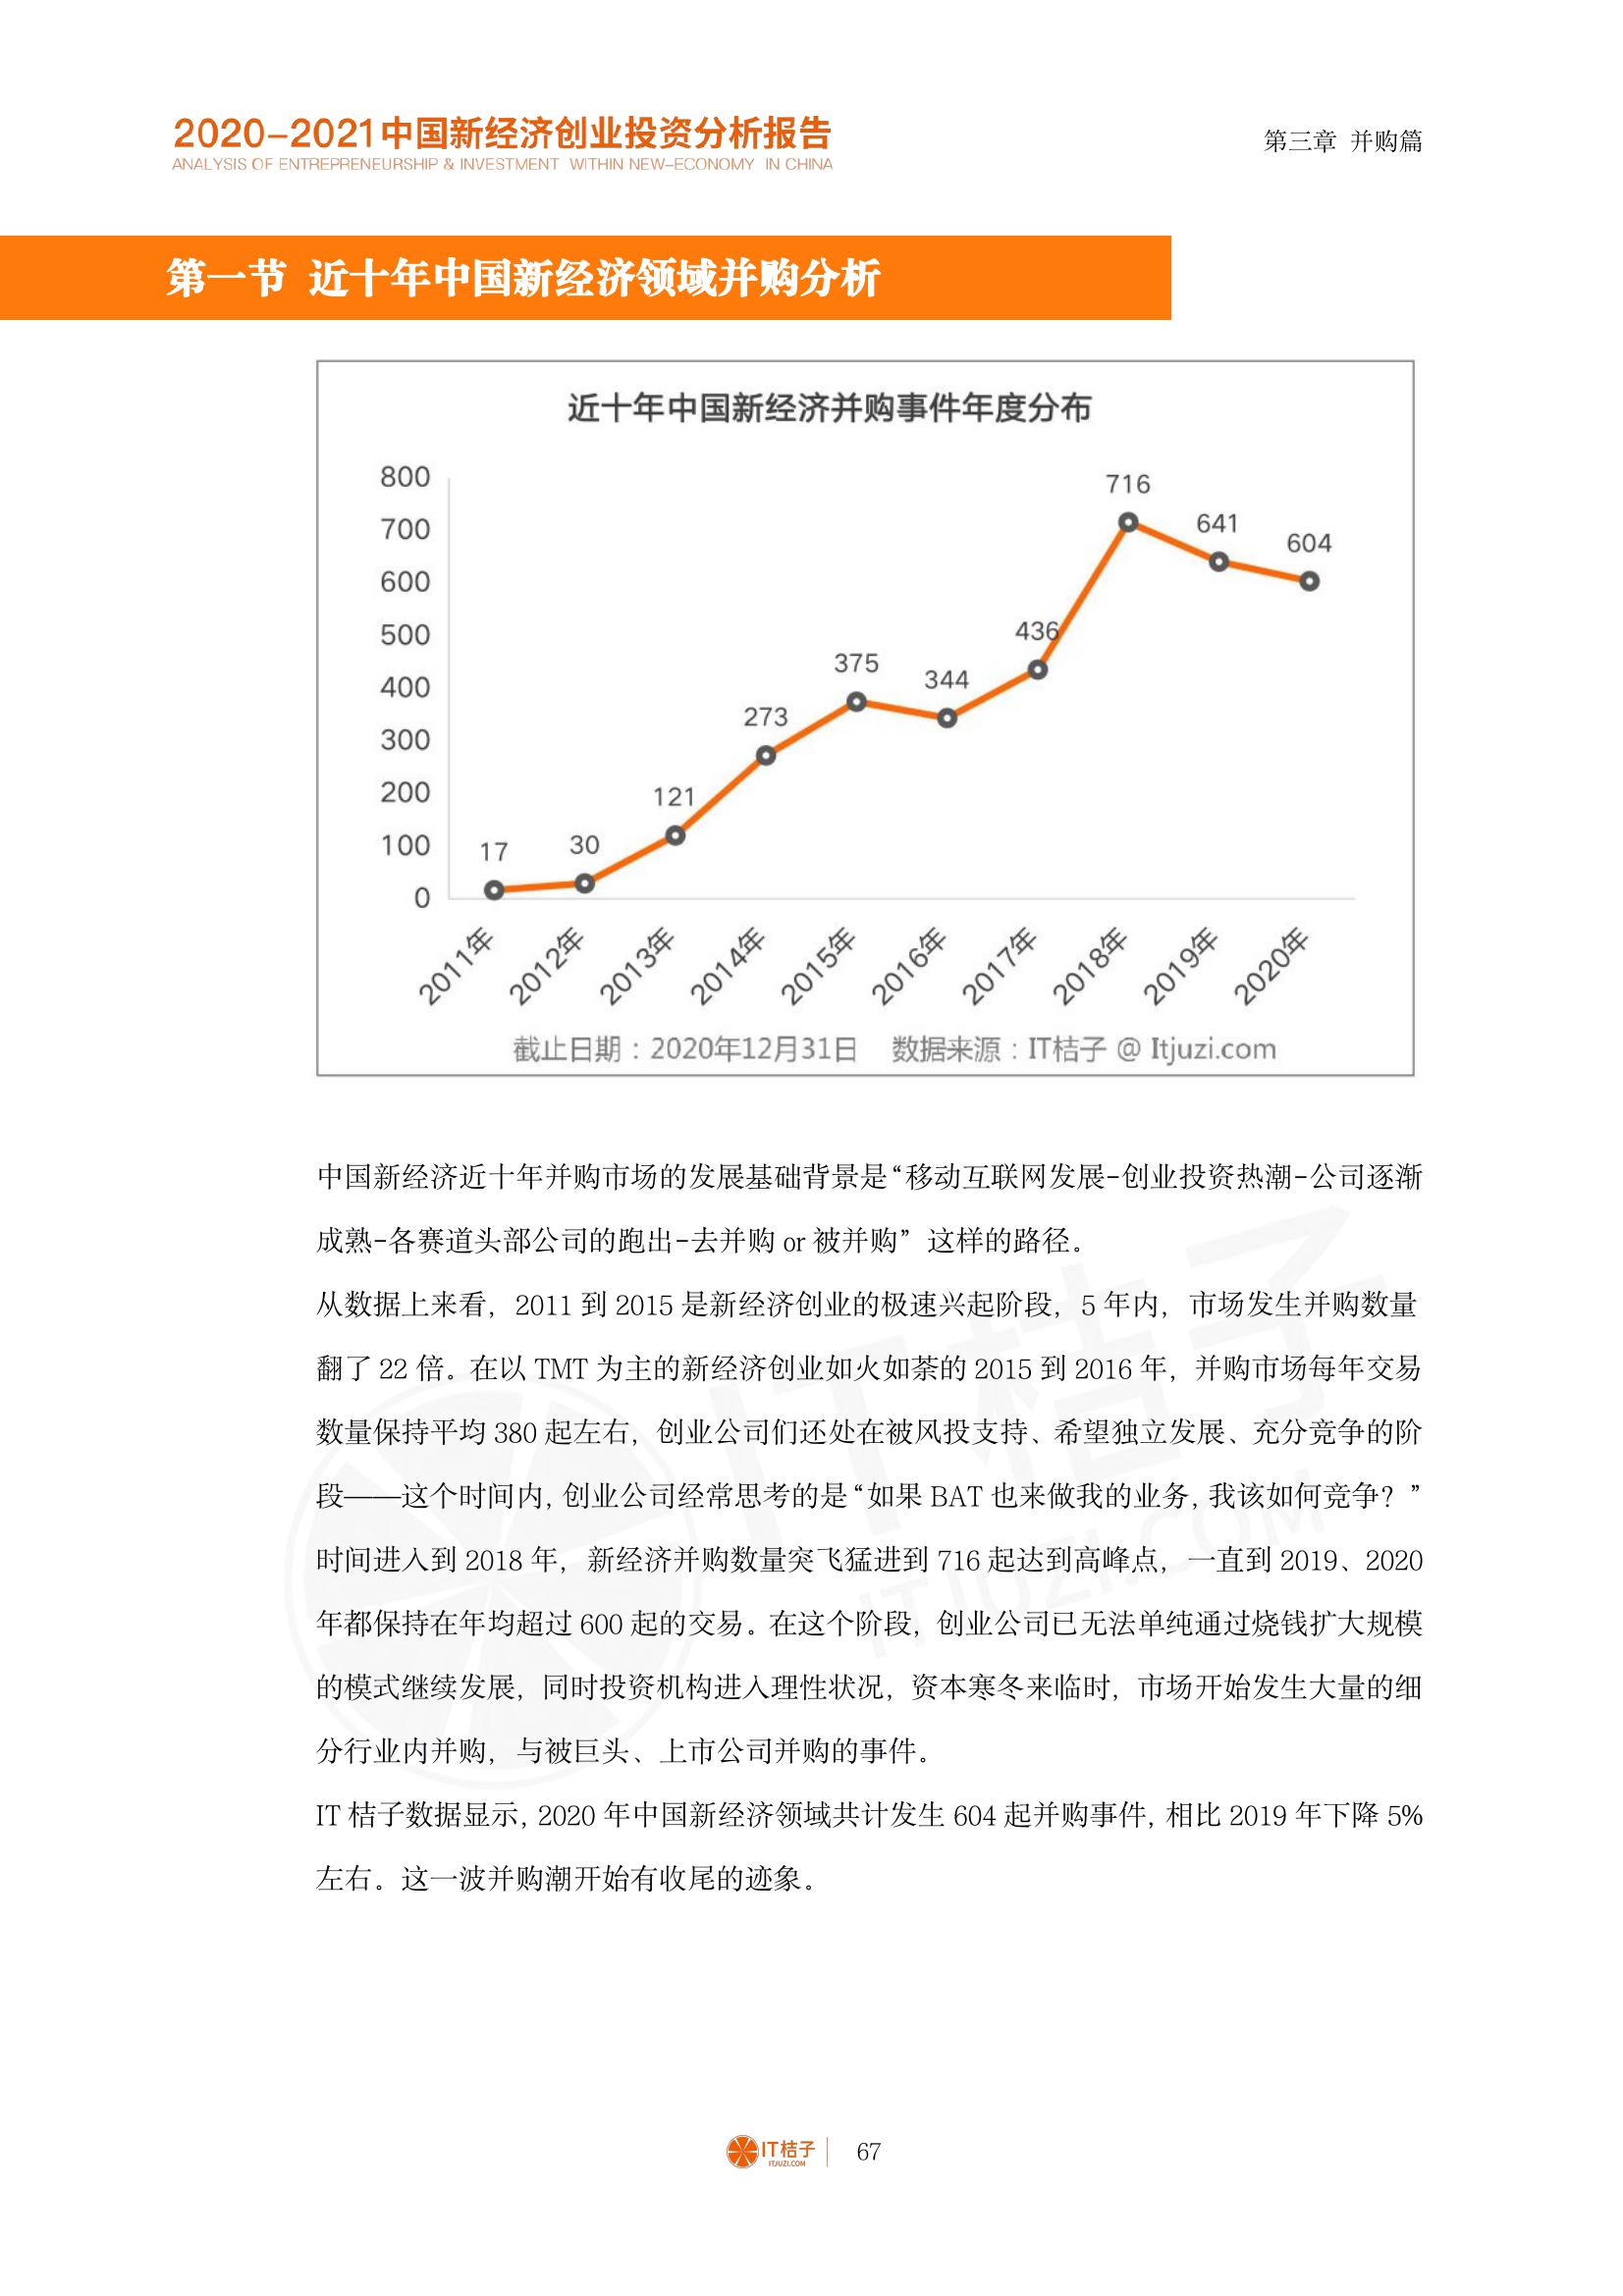 2020-2021中国新经济创业投资分析报告
ANALYSIS OF ENTREPRENEURSHIP & INVESTMENT WITHIN NEW-ECONOMY IN CHINA
第三章 并购篇
第一节 近十年中国新经济领域并购分析
近十年中国新经济并购事件年度分布
800
700
600
500
400
300
200
100
0
17
30
121
273
375
344
436
716
641
604
2011年
2012年
2013年
2014年
2015年
2016年
2017年
2018年
2019年
2020年
截止日期：2020年12月31日 数据来源：IT桔子 @ Itjuzi.com
中国新经济近十年并购市场的发展基础背景是“移动互联网发展-创业投资热潮-公司逐渐
成熟-各赛道头部公司的跑出-去并购 or 被并购”这样的路径。
从数据上来看，2011 到 2015 是新经济创业的极速兴起阶段，5 年内，市场发生并购数量
翻了 22 倍。在以 TMT 为主的新经济创业如火如荼的 2015 到 2016 年，并购市场每年交易
数量保持平均 380 起左右，创业公司们还处在被风投支持、希望独立发展、充分竞争的阶
段——这个时间内，创业公司经常思考的是“如果 BAT 也来做我的业务，我该如何竞争？”
时间进入到 2018 年，新经济并购数量突飞猛进到 716 起达到高峰点，一直到 2019、2020
年都保持在年均超过 600 起的交易。在这个阶段，创业公司已无法单纯通过烧钱扩大规模
的模式继续发展，同时投资机构进入理性状况，资本寒冬来临时，市场开始发生大量的细
分行业内并购，与被巨头、上市公司并购的事件。
IT 桔子数据显示，2020 年中国新经济领域共计发生 604 起并购事件，相比 2019 年下降 5%
左右。这一波并购潮开始有收尾的迹象。
IT桔子
ITJUZI.COM
IT桔子
ITJUZI.COM
67